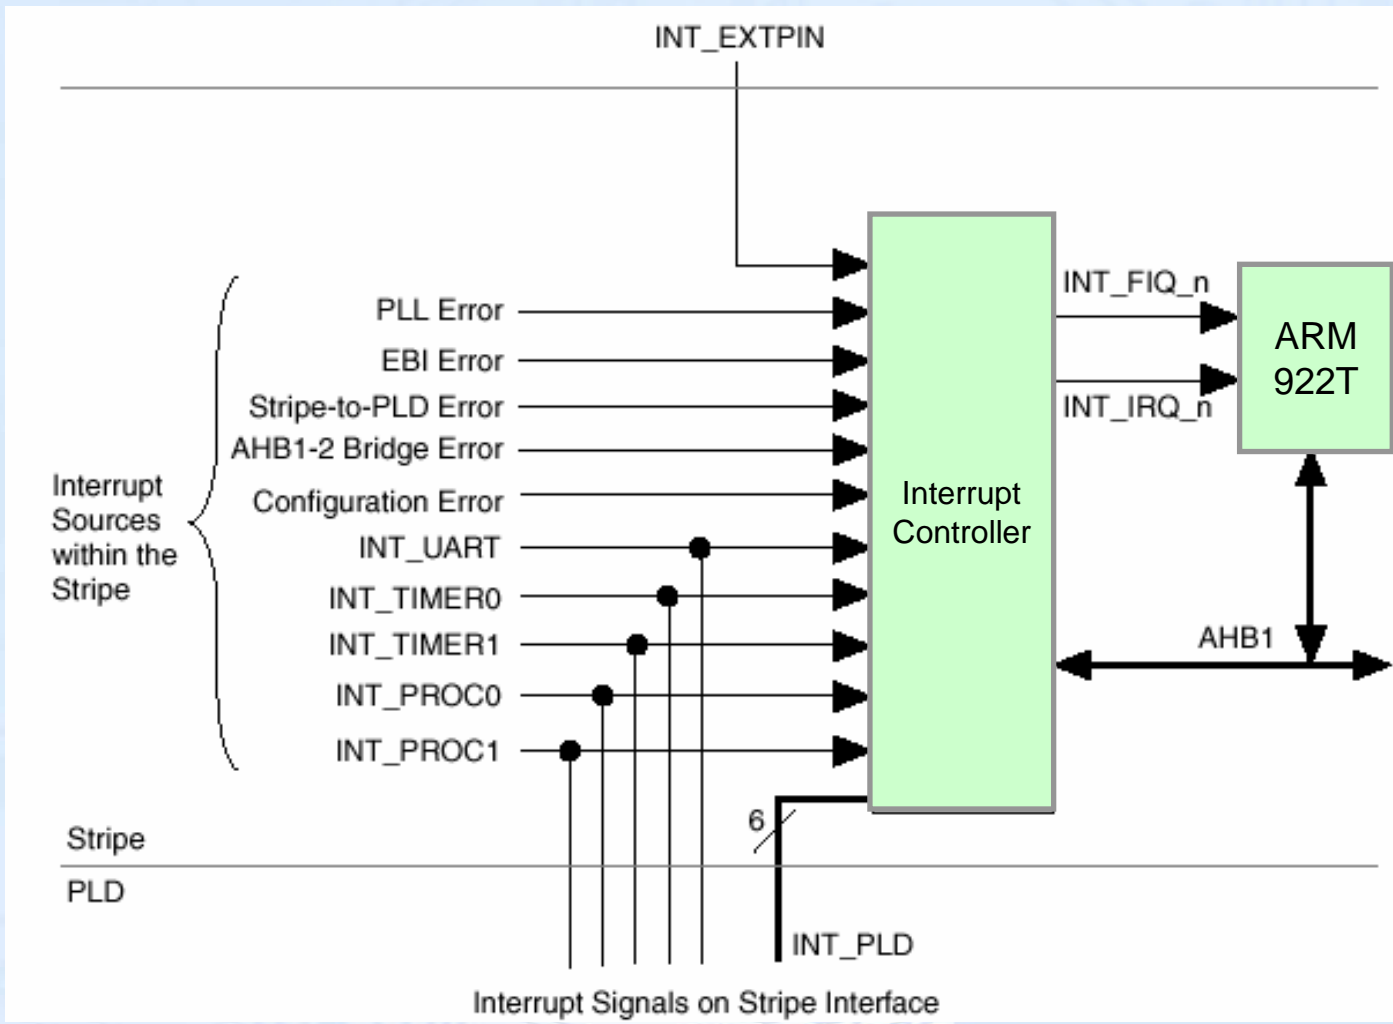 INT_EXTPIN
PLL Error
EBI Error
Stripe-to-PLD Error
AHB1-2 Bridge Error
Configuration Error
INT_UART
INT_TIMER0
INT_TIMER1
INT_PROC0
INT_PROC1
Interrupt
Sources
within the
Stripe
Interrupt
Controller
INT_FIQ_n
INT_IRQ_n
ARM
922T
AHB1
6
Stripe
PLD
INT_PLD
Interrupt Signals on Stripe Interface